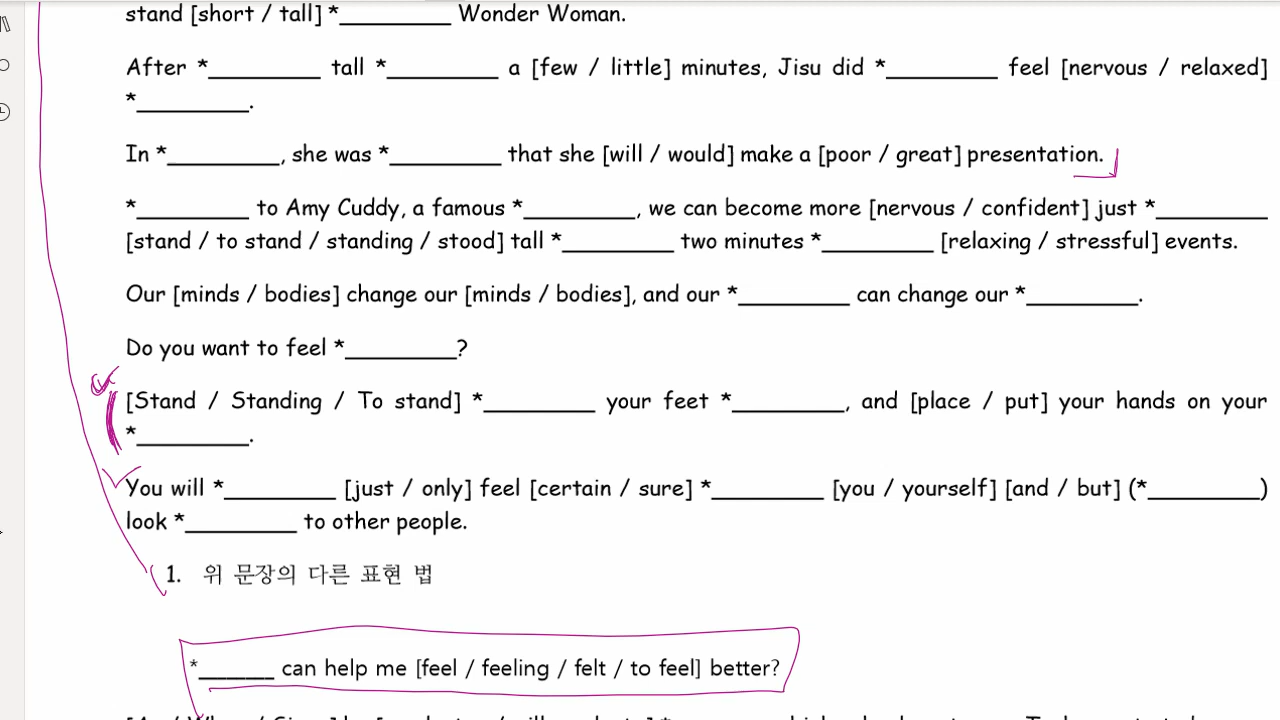 stand [short / tall] *_________ Wonder Woman.
After *_________ tall *_________ a [few / little] minutes, Jisu did *_________ feel [nervous / relaxed]
*_________.
In *_________, she was *_________ that she [will / would] make a [poor / great] presentation.
*_________ to Amy Cuddy, a famous *_________, we can become more [nervous / confident] just *_________
[stand / to stand / standing / stood] tall *_________ two minutes *_________ [relaxing / stressful] events.
Our [minds / bodies] change our [minds / bodies], and our *_________ can change our *_________.
Do you want to feel *_________?
[Stand / Standing / To stand] *_________ your feet *_________, and [place / put] your hands on your
*_________.
You will *_________ [just / only] feel [certain / sure] *_________ [you / yourself] [and / but] (*_________)
look *_________ to other people.
1. 위 문장의 다른 표현 법
*_______ can help me [feel / feeling / felt / to feel] better?